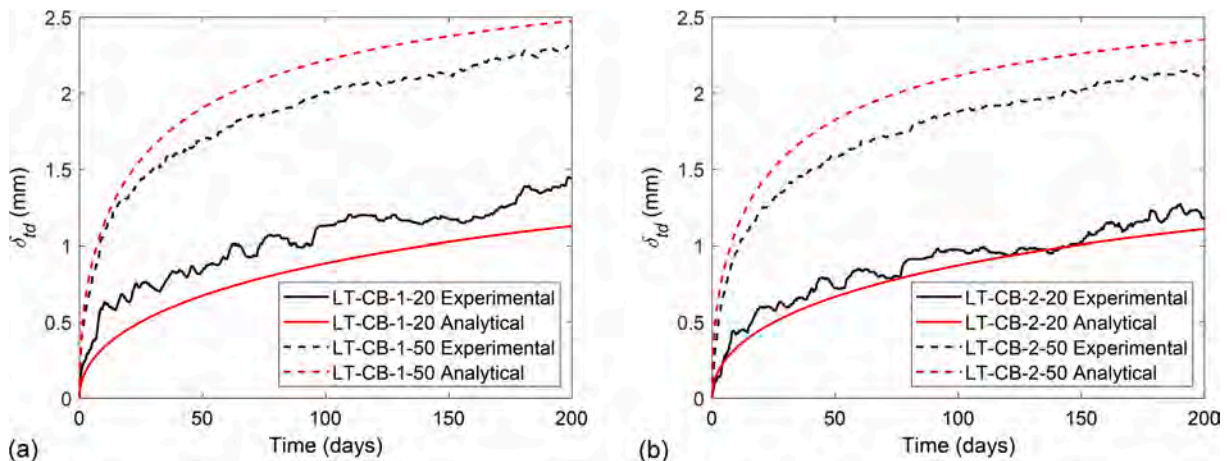 2.5
2
1.5
1
0.5
0
δtd (mm)
0 50 100 150 200
Time (days)
LT-CB-1-20 Experimental
LT-CB-1-20 Analytical
LT-CB-1-50 Experimental
LT-CB-1-50 Analytical
(a)
2.5
2
1.5
1
0.5
0
δtd (mm)
0 50 100 150 200
Time (days)
LT-CB-2-20 Experimental
LT-CB-2-20 Analytical
LT-CB-2-50 Experimental
LT-CB-2-50 Analytical
(b)